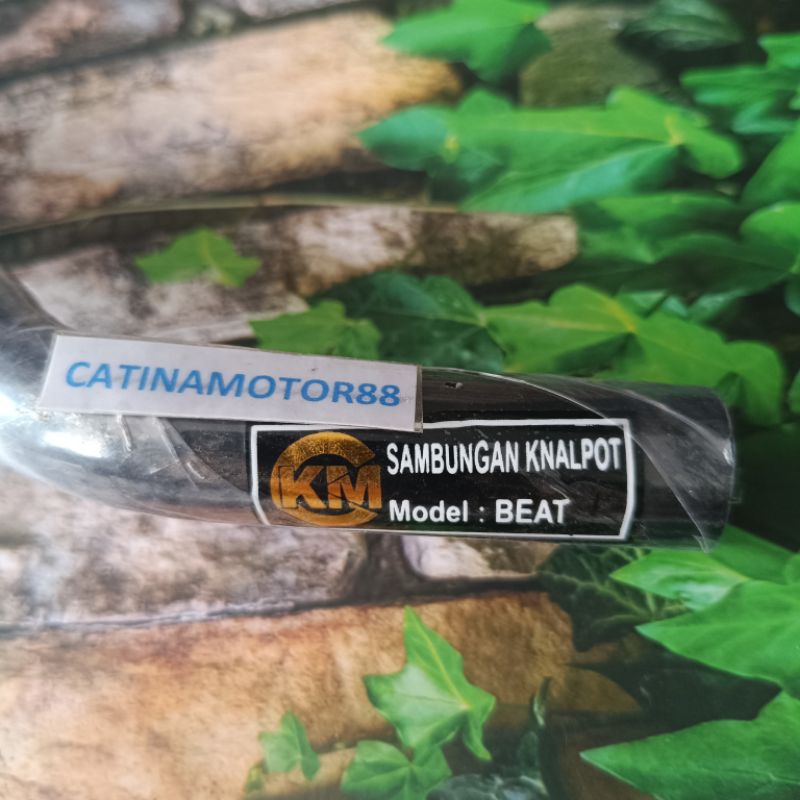 CATINAMOTOR88
KM
SAMBUNGAN KNALPOT
Model : BEAT